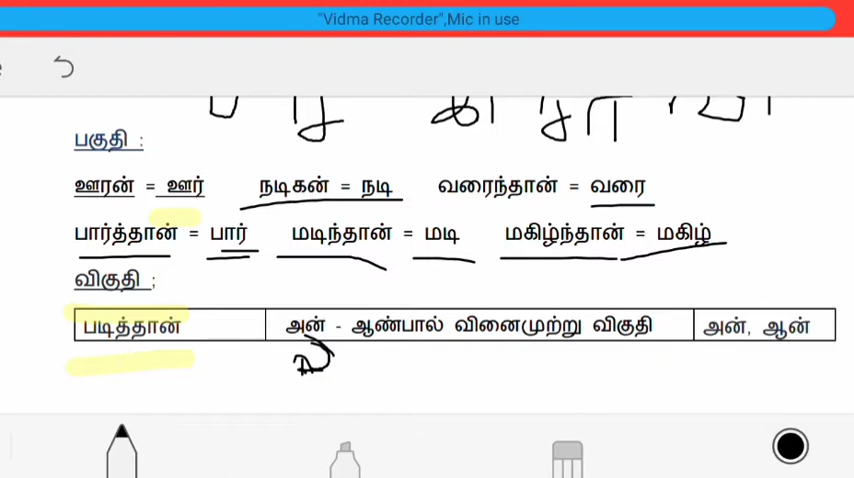 "Vidma Recorder",Mic in use
பகுதி :
ஊரன் = ஊர் நடிகன் = நடி வரைந்தான் = வரை
பார்த்தான் = பார் மடிந்தான் = மடி மகிழ்ந்தான் = மகிழ்
விகுதி ;
படித்தான் அன் - ஆண்பால் வினைமுற்று விகுதி அன், ஆன்